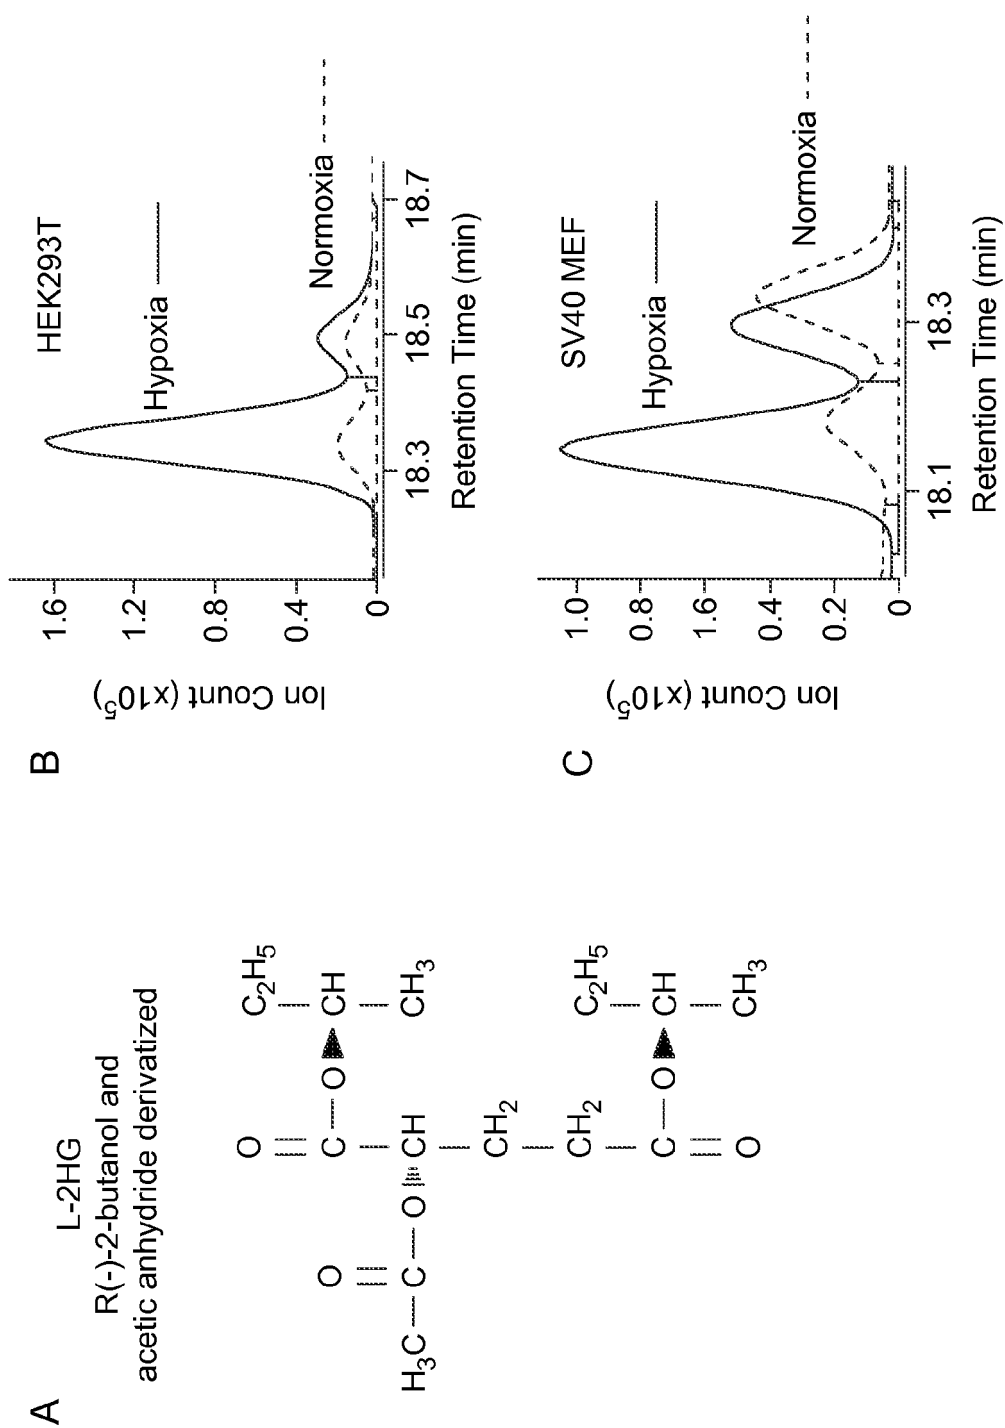 A
L-2HG
R(-)-2-butanol and
acetic anhydride derivatized
O
C
O
CH
C2H5
CH3
H3C
C
O
O
CH
CH2
CH2
C
O
O
CH
C2H5
CH3
B
HEK293T
Hypoxia
Normoxia
Ion Count (x10⁵)
1.6
1.2
0.8
0.4
0
18.3
18.5
18.7
Retention Time (min)
C
SV40 MEF
Hypoxia
Normoxia
Ion Count (x10⁵)
1.0
0.8
1.6
0.4
0.2
0
18.1
18.3
Retention Time (min)